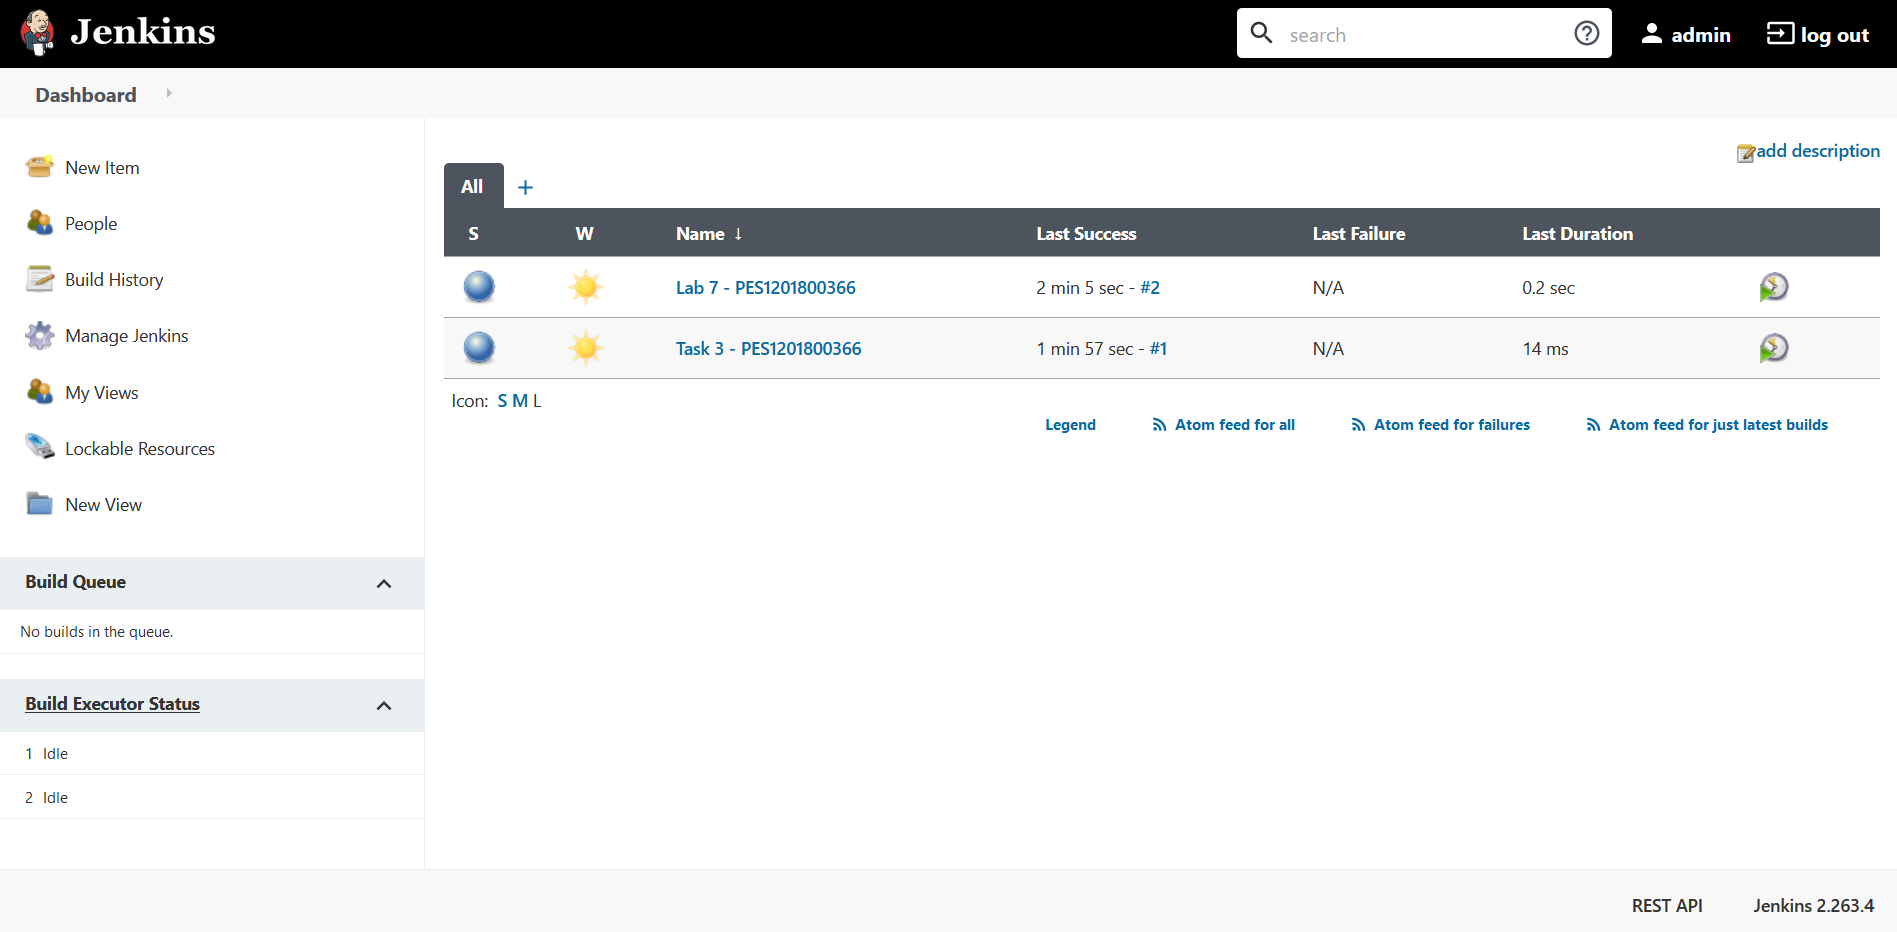 Jenkins
search
admin
log out
Dashboard
New Item
People
Build History
Manage Jenkins
My Views
Lockable Resources
New View
Build Queue
No builds in the queue.
Build Executor Status
1 Idle
2 Idle
add description
All +
S W Name ↓ Last Success Last Failure Last Duration
Lab 7 - PES1201800366 2 min 5 sec - #2 N/A 0.2 sec
Task 3 - PES1201800366 1 min 57 sec - #1 N/A 14 ms
Icon: S M L
Legend Atom feed for all Atom feed for failures Atom feed for just latest builds
REST API Jenkins 2.263.4